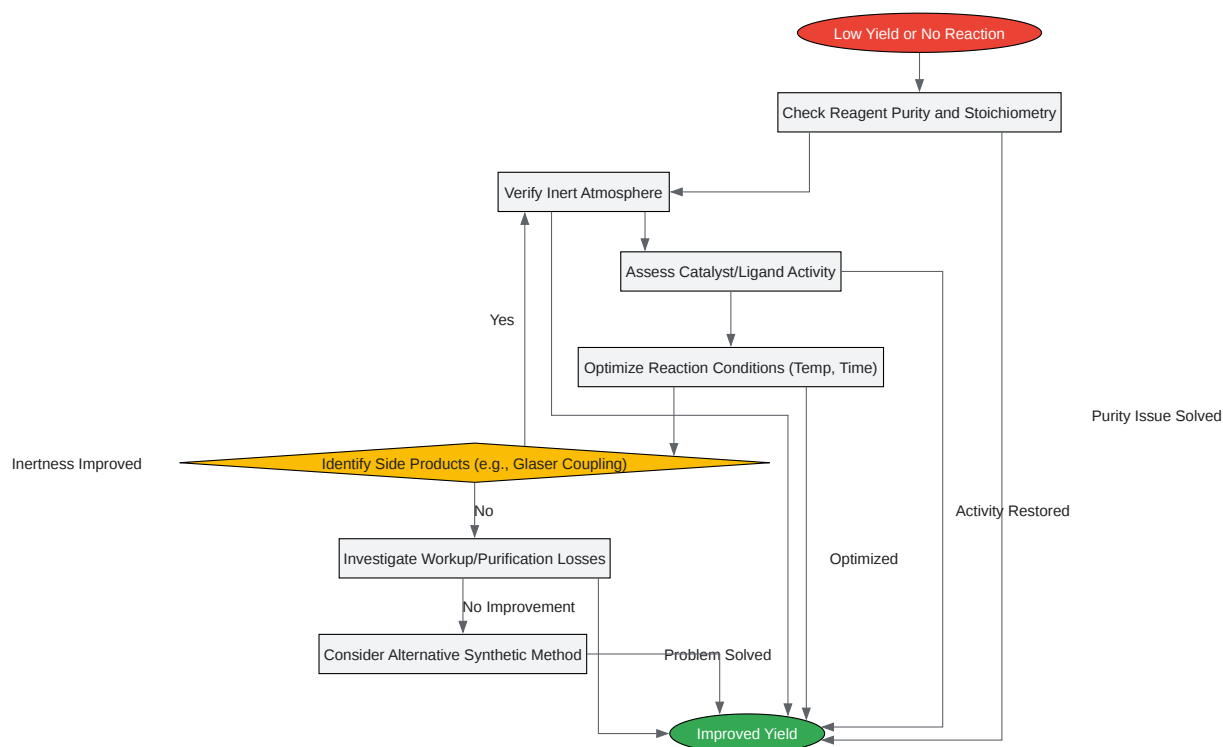 Low Yield or No Reaction
Check Reagent Purity and Stoichiometry
Verify Inert Atmosphere
Assess Catalyst/Ligand Activity
Yes
Optimize Reaction Conditions (Temp, Time)
Purity Issue Solved
Inertness Improved
Identify Side Products (e.g., Glaser Coupling)
No
Activity Restored
Investigate Workup/Purification Losses
Optimized
No Improvement
Consider Alternative Synthetic Method
Problem Solved
Improved Yield